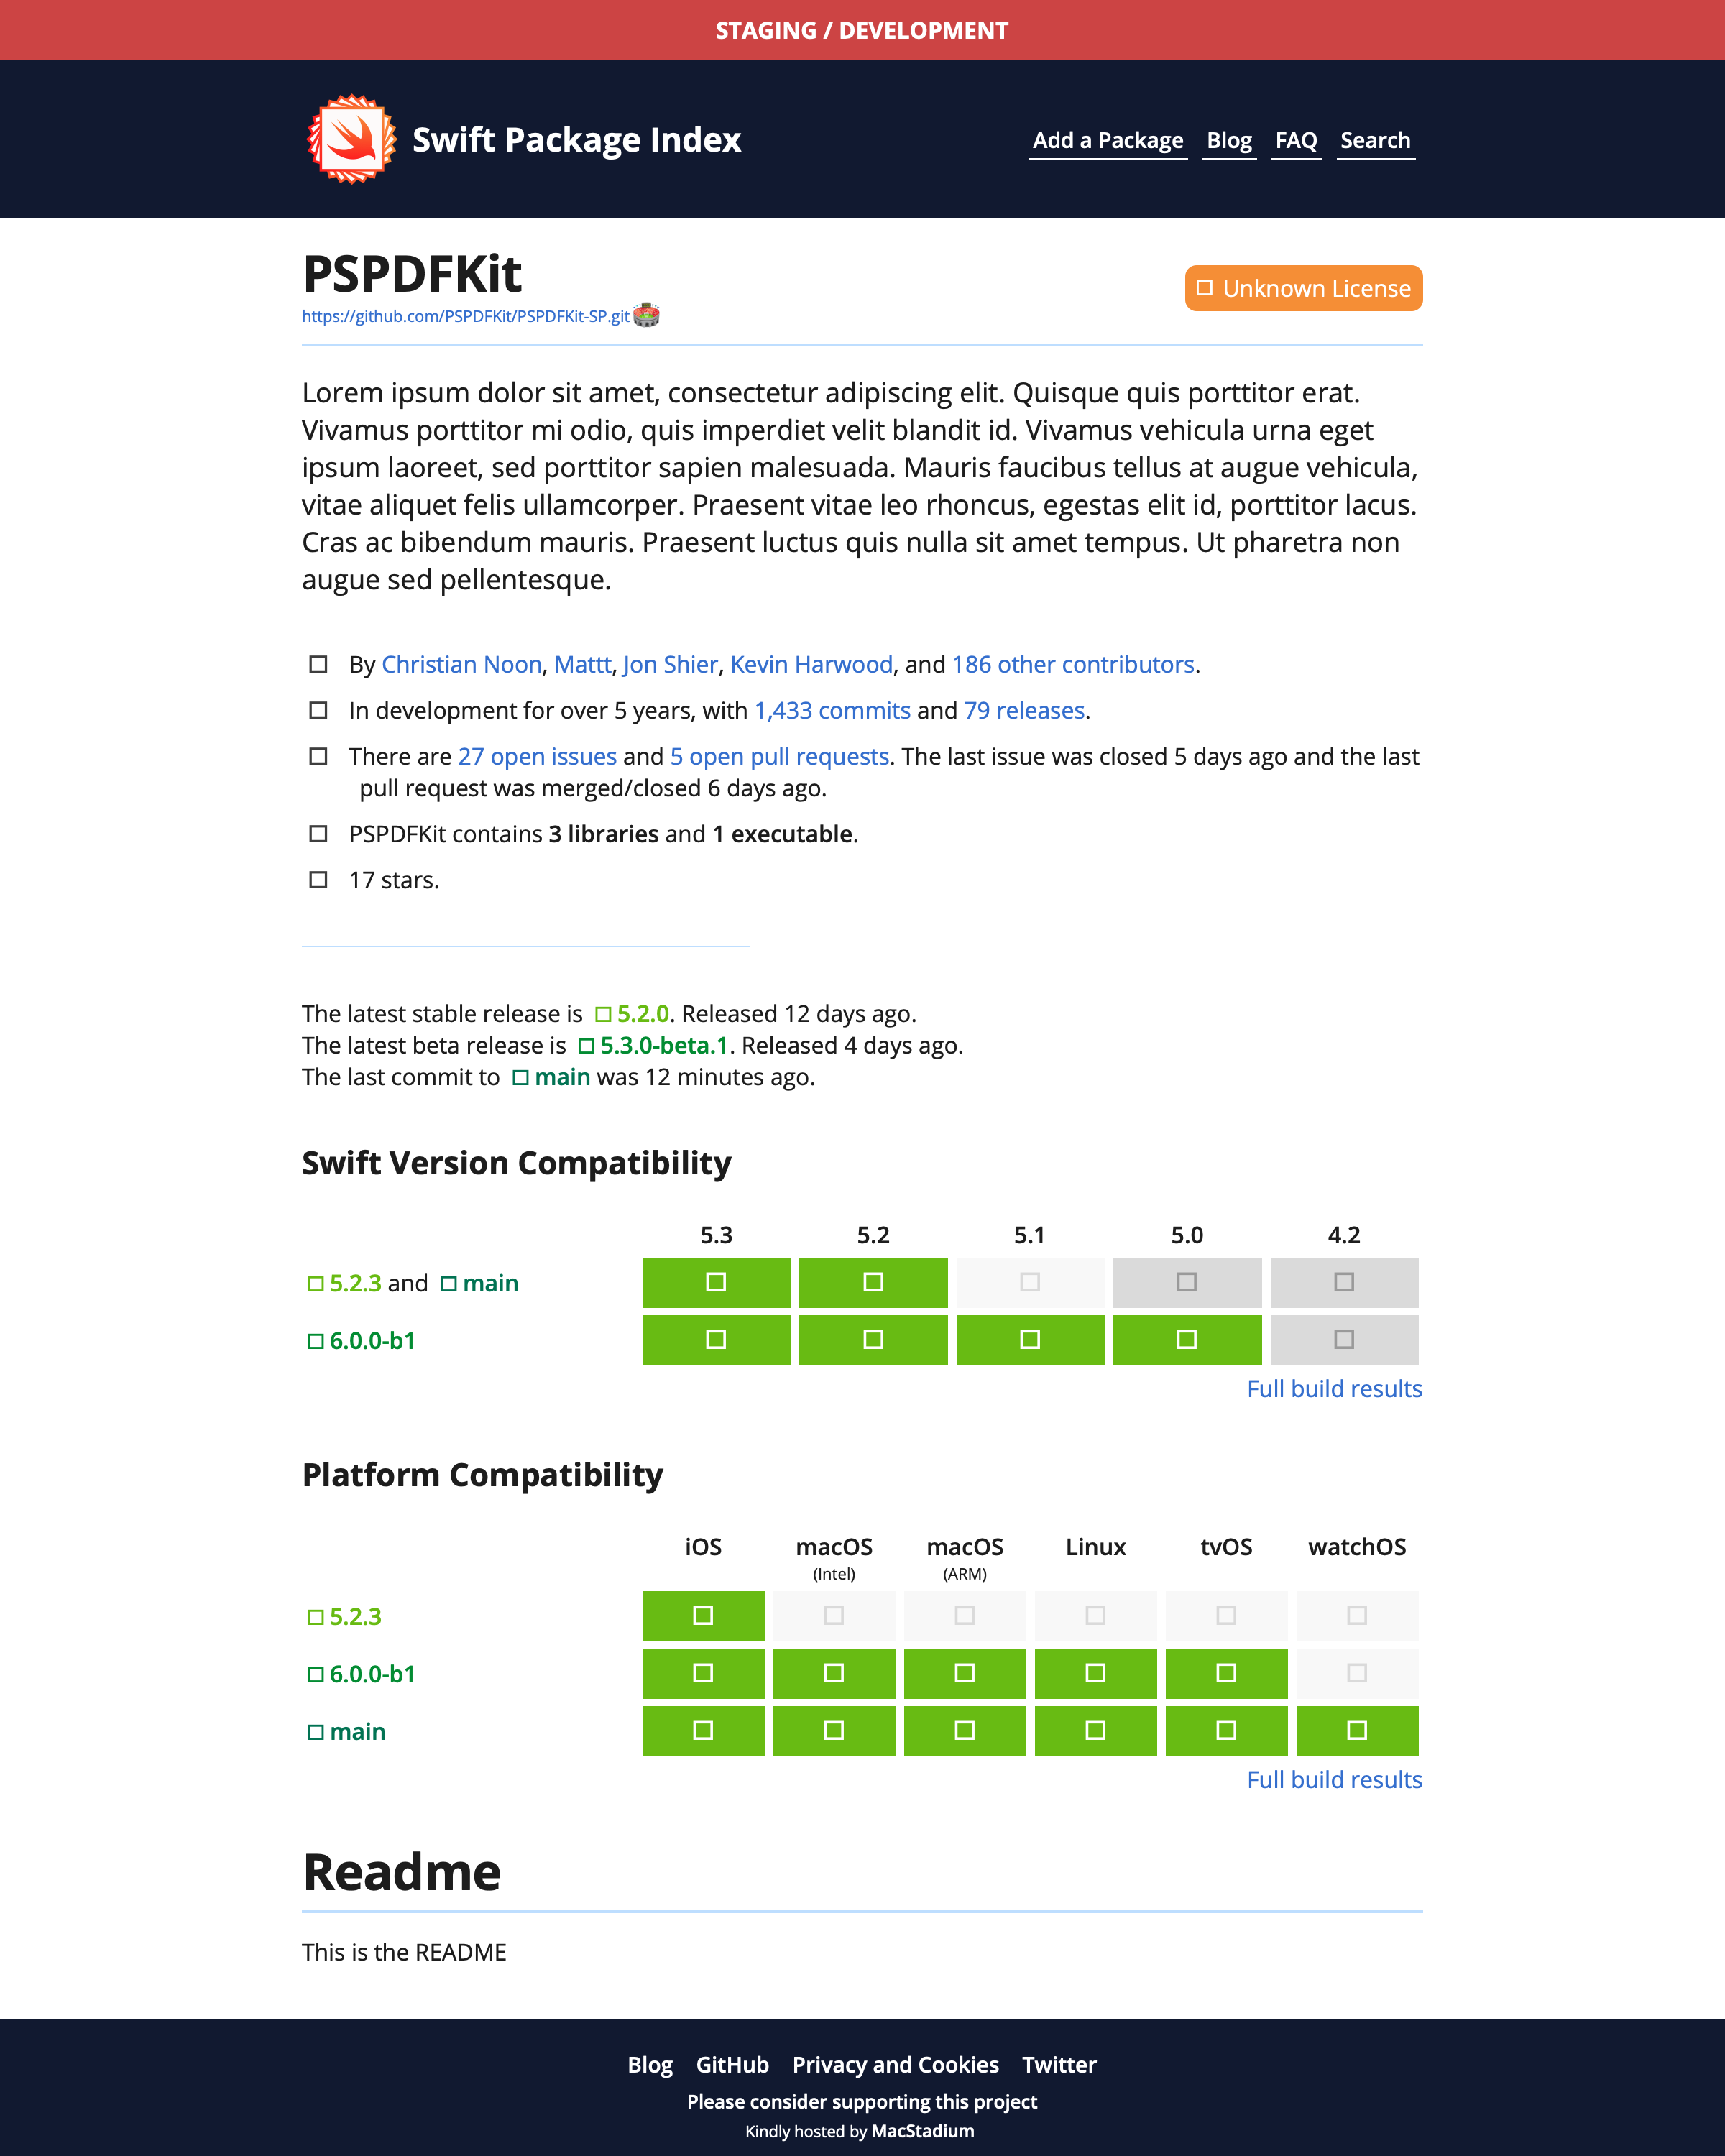 STAGING / DEVELOPMENT
Swift Package Index
Add a Package Blog FAQ Search
PSPDFKit
Unknown License
https://github.com/PSPDFKit/PSPDFKit-SP.git
Lorem ipsum dolor sit amet, consectetur adipiscing elit. Quisque quis porttitor erat.
Vivamus porttitor mi odio, quis imperdiet velit blandit id. Vivamus vehicula urna eget
ipsum laoreet, sed porttitor sapien malesuada. Mauris faucibus tellus at augue vehicula,
vitae aliquet felis ullamcorper. Praesent vitae leo rhoncus, egestas elit id, porttitor lacus.
Cras ac bibendum mauris. Praesent luctus quis nulla sit amet tempus. Ut pharetra non
augue sed pellentesque.
By Christian Noon, Mattt, Jon Shier, Kevin Harwood, and 186 other contributors.
In development for over 5 years, with 1,433 commits and 79 releases.
There are 27 open issues and 5 open pull requests. The last issue was closed 5 days ago and the last
pull request was merged/closed 6 days ago.
PSPDFKit contains 3 libraries and 1 executable.
17 stars.
The latest stable release is 5.2.0. Released 12 days ago.
The latest beta release is 5.3.0-beta.1. Released 4 days ago.
The last commit to main was 12 minutes ago.
Swift Version Compatibility
5.3 5.2 5.1 5.0 4.2
5.2.3 and main
6.0.0-b1
Full build results
Platform Compatibility
iOS macOS macOS Linux tvOS watchOS
(Intel) (ARM)
5.2.3
6.0.0-b1
main
Full build results
Readme
This is the README
Blog GitHub Privacy and Cookies Twitter
Please consider supporting this project
Kindly hosted by MacStadium